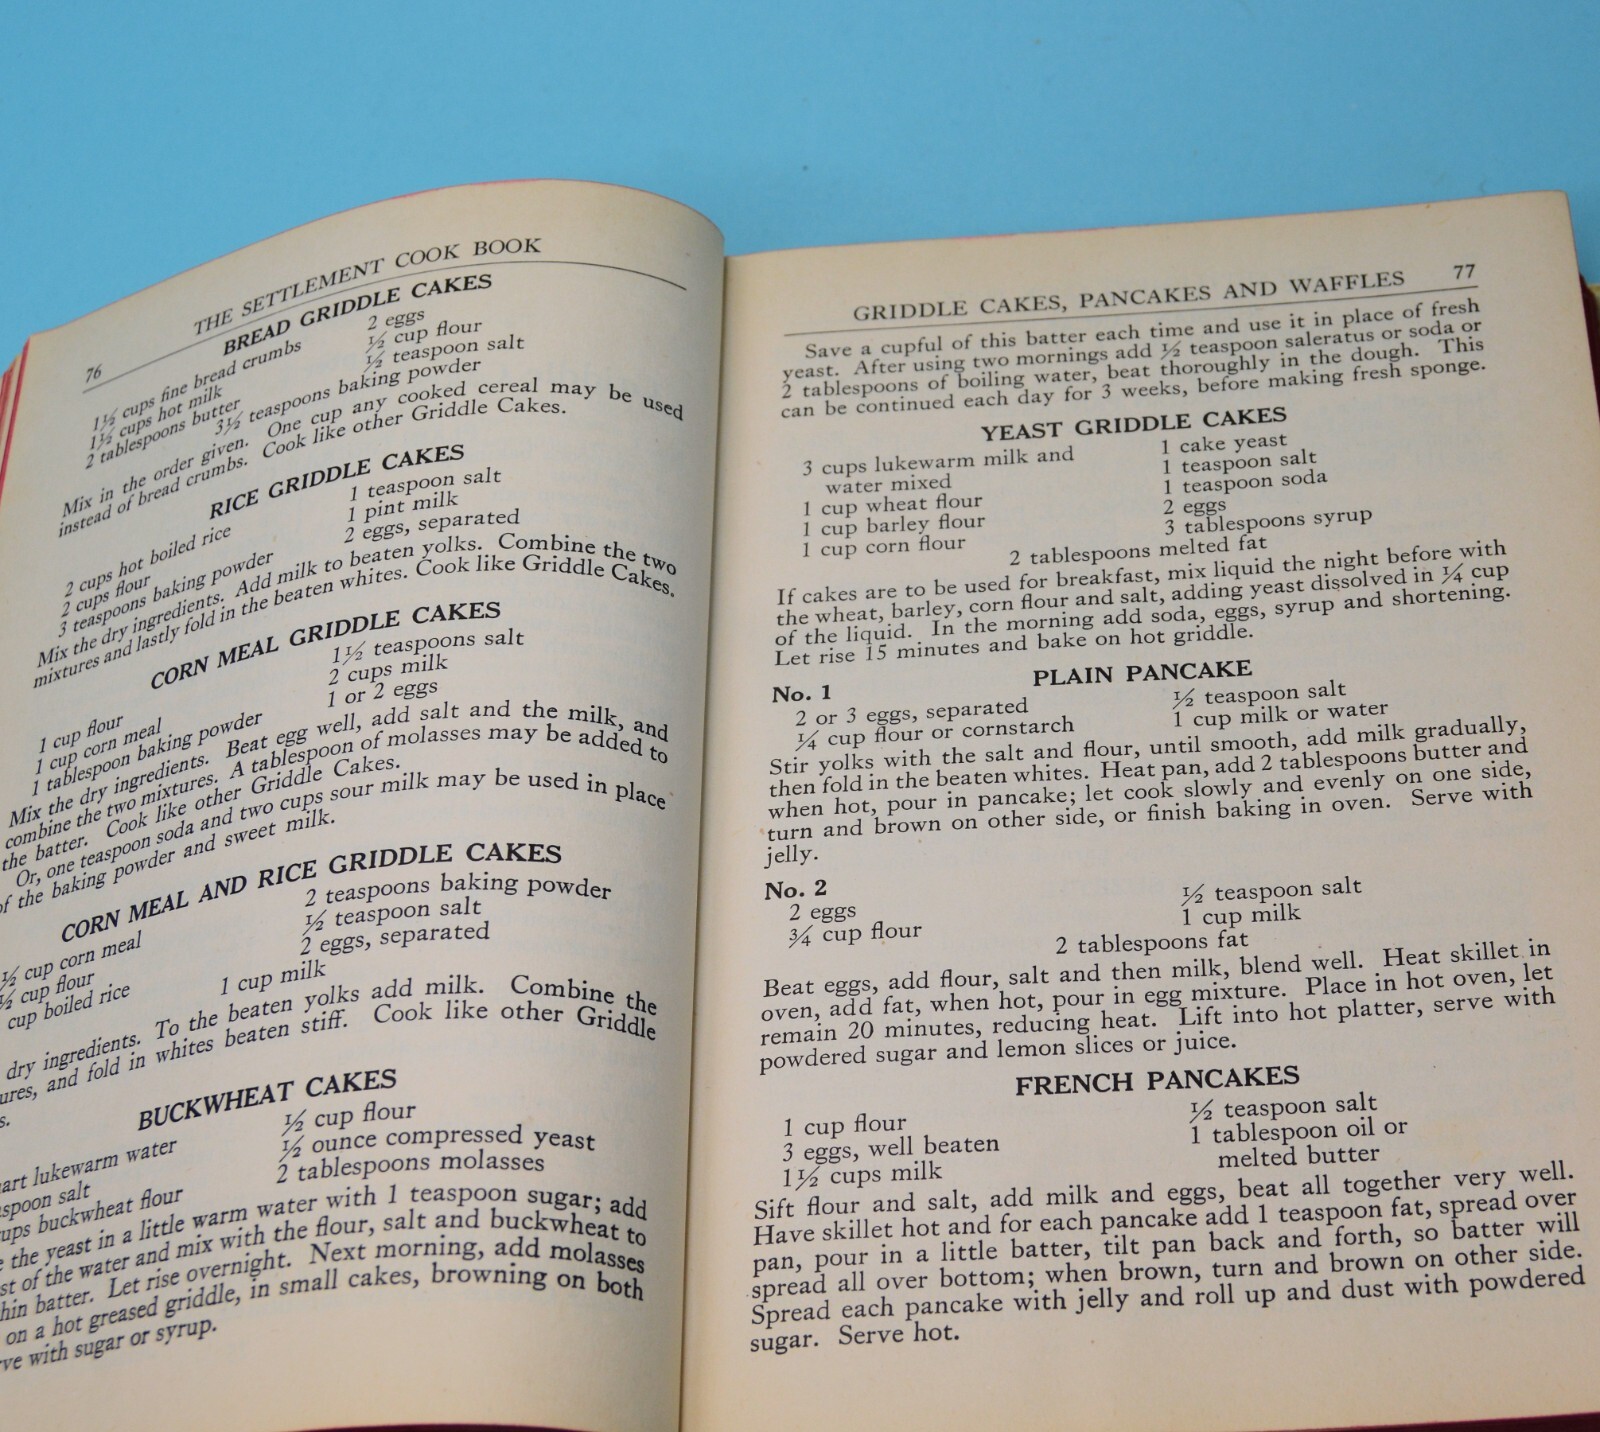 76
THE SETTLEMENT COOK BOOK
BREAD GRIDDLE CAKES
1½ cups fine bread crumbs
1½ cups hot milk
2 tablespoons butter
2 eggs
½ cup flour
½ teaspoon salt
3½ teaspoons baking powder
Mix in the order given. One cup any cooked cereal may be used
instead of bread crumbs. Cook like other Griddle Cakes.
RICE GRIDDLE CAKES
2 cups hot boiled rice
2 cups flour
3 teaspoons baking powder
1 teaspoon salt
1 pint milk
2 eggs, separated
Mix the dry ingredients. Add milk to beaten yolks. Combine the two
mixtures and lastly fold in the beaten whites. Cook like Griddle Cakes.
CORN MEAL GRIDDLE CAKES
1 cup flour
1 cup corn meal
1 tablespoon baking powder
1½ teaspoons salt
2 cups milk
1 or 2 eggs
Mix the dry ingredients. Beat egg well, add salt and the milk, and
combine the two mixtures. A tablespoon of molasses may be added to
the batter. Cook like other Griddle Cakes.
Or, one teaspoon soda and two cups sour milk may be used in place
of the baking powder and sweet milk.
CORN MEAL AND RICE GRIDDLE CAKES
½ cup corn meal
½ cup flour
cup boiled rice
2 teaspoons baking powder
½ teaspoon salt
2 eggs, separated
1 cup milk
dry ingredients. To the beaten yolks add milk. Combine the
ures, and fold in whites beaten stiff. Cook like other Griddle
s.
BUCKWHEAT CAKES
art lukewarm water
spoon salt
ups buckwheat flour
½ cup flour
½ ounce compressed yeast
2 tablespoons molasses
e the yeast in a little warm water with 1 teaspoon sugar; add
st of the water and mix with the flour, salt and buckwheat to
hin batter. Let rise overnight. Next morning, add molasses
on a hot greased griddle, in small cakes, browning on both
ve with sugar or syrup.
GRIDDLE CAKES, PANCAKES AND WAFFLES 77
Save a cupful of this batter each time and use it in place of fresh
yeast. After using two mornings add ½ teaspoon saleratus or soda or
2 tablespoons of boiling water, beat thoroughly in the dough. This
can be continued each day for 3 weeks, before making fresh sponge.
YEAST GRIDDLE CAKES
3 cups lukewarm milk and
water mixed
1 cup wheat flour
1 cup barley flour
1 cup corn flour
1 cake yeast
1 teaspoon salt
1 teaspoon soda
2 eggs
3 tablespoons syrup
2 tablespoons melted fat
If cakes are to be used for breakfast, mix liquid the night before with
the wheat, barley, corn flour and salt, adding yeast dissolved in ¼ cup
of the liquid. In the morning add soda, eggs, syrup and shortening.
Let rise 15 minutes and bake on hot griddle.
PLAIN PANCAKE
No. 1
2 or 3 eggs, separated
¼ cup flour or cornstarch
½ teaspoon salt
1 cup milk or water
Stir yolks with the salt and flour, until smooth, add milk gradually,
then fold in the beaten whites. Heat pan, add 2 tablespoons butter and
when hot, pour in pancake; let cook slowly and evenly on one side,
turn and brown on other side, or finish baking in oven. Serve with
jelly.
No. 2
2 eggs
¾ cup flour
½ teaspoon salt
1 cup milk
2 tablespoons fat
Beat eggs, add flour, salt and then milk, blend well. Heat skillet in
oven, add fat, when hot, pour in egg mixture. Place in hot oven, let
remain 20 minutes, reducing heat. Lift into hot platter, serve with
powdered sugar and lemon slices or juice.
FRENCH PANCAKES
1 cup flour
3 eggs, well beaten
1½ cups milk
½ teaspoon salt
1 tablespoon oil or
melted butter
Sift flour and salt, add milk and eggs, beat all together very well.
Have skillet hot and for each pancake add 1 teaspoon fat, spread over
pan, pour in a little batter, tilt pan back and forth, so batter will
spread all over bottom; when brown, turn and brown on other side.
Spread each pancake with jelly and roll up and dust with powdered
sugar. Serve hot.